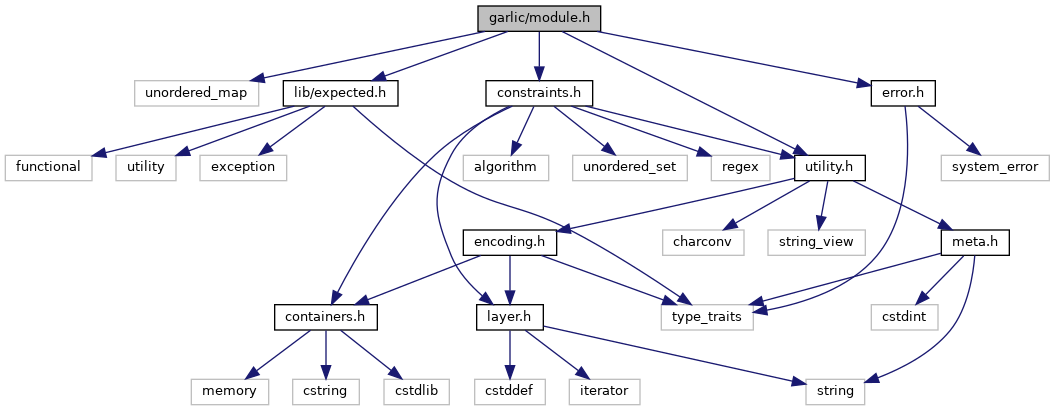 garlic/module.h
unordered_map
lib/expected.h
constraints.h
error.h
functional
utility
exception
algorithm
unordered_set
regex
utility.h
system_error
encoding.h
charconv
string_view
meta.h
containers.h
layer.h
type_traits
cstdint
memory
cstring
cstdlib
cstddef
iterator
string